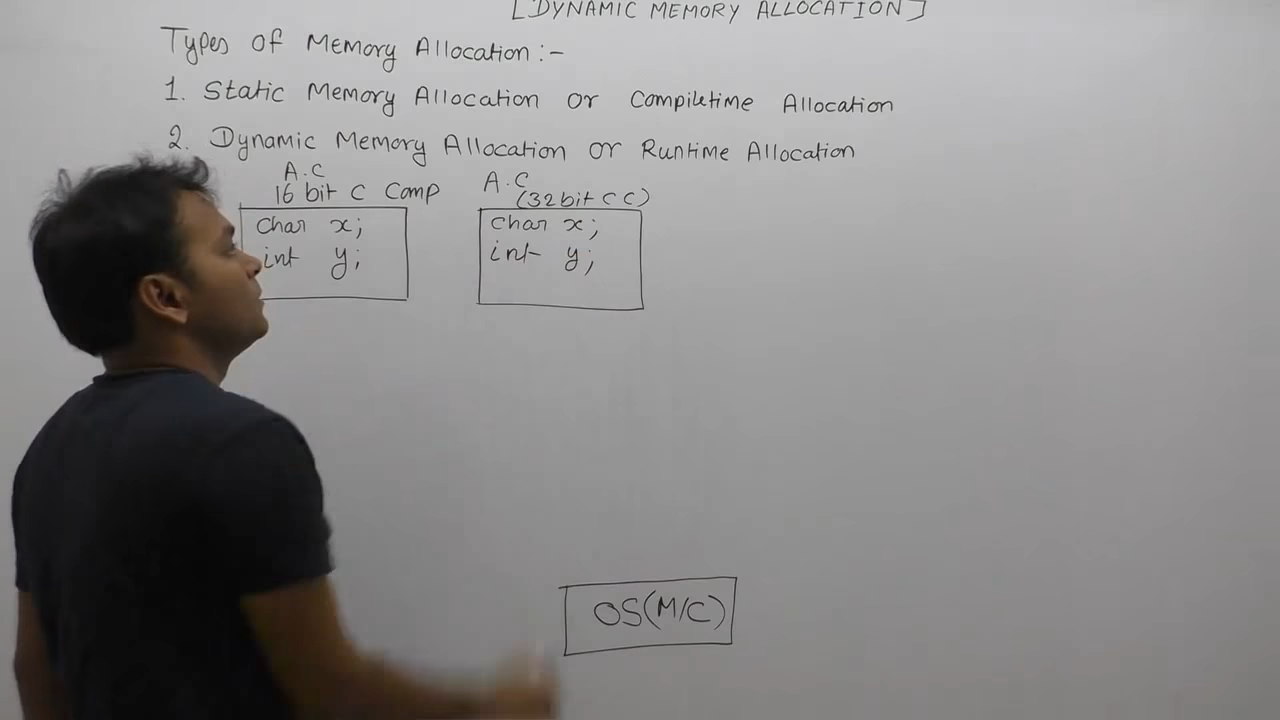 [DYNAMIC MEMORY ALLOCATION]
Types of Memory Allocation :-
1. Static Memory Allocation or Compiletime Allocation
2. Dynamic Memory Allocation or Runtime Allocation
A.C
16 bit C Comp
char x;
int y;
A.C
(32 bit C C)
char x;
int y;
OS(M/C)